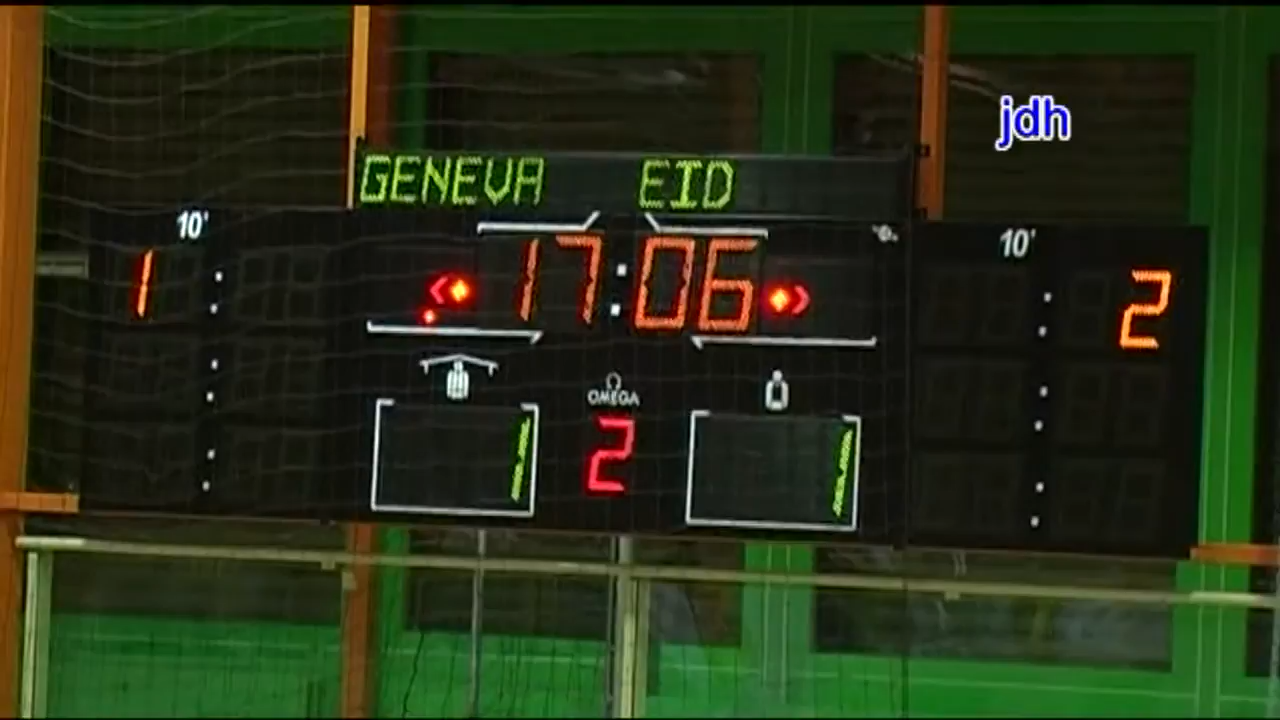 jdh
GENEVA EID
10' 10'
1 17:06 2
Ω
OMEGA
1 2 1